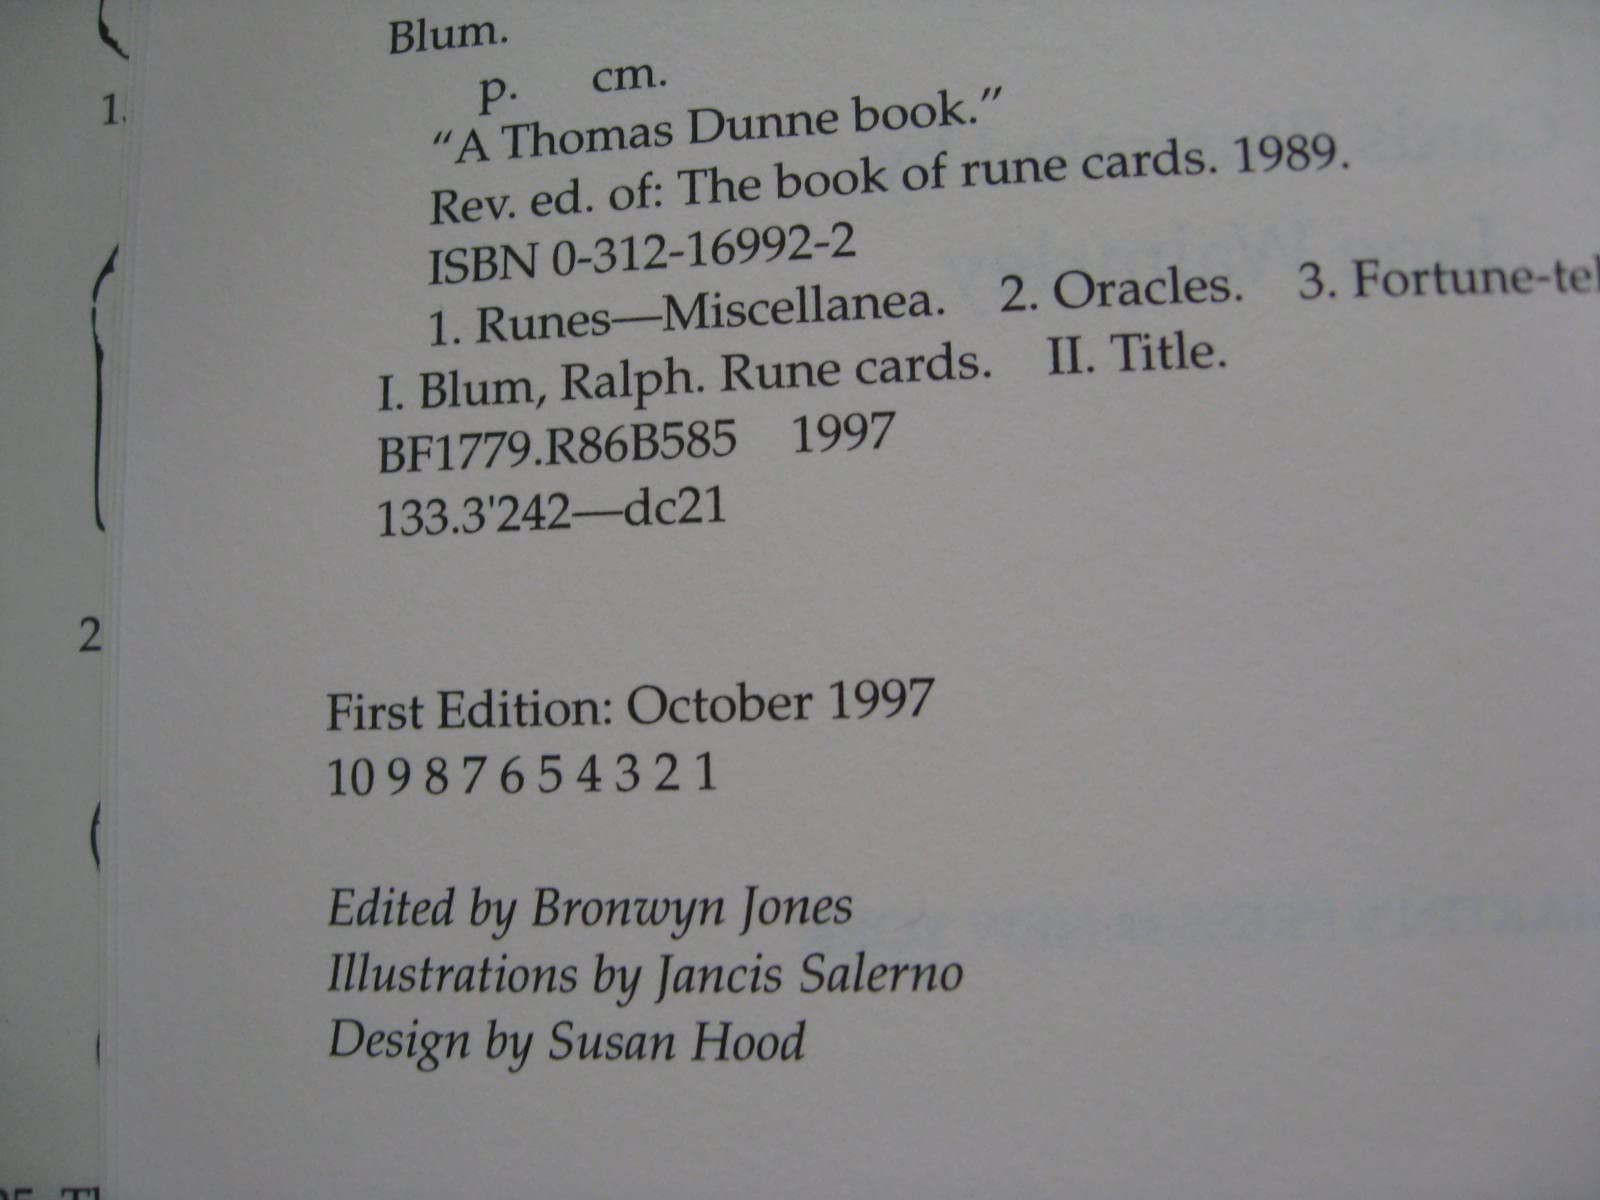 Blum.
p. cm.
"A Thomas Dunne book."
Rev. ed. of: The book of rune cards. 1989.
ISBN 0-312-16992-2
1. Runes—Miscellanea. 2. Oracles. 3. Fortune-tel
I. Blum, Ralph. Rune cards. II. Title.
BF1779.R86B585 1997
133.3'242—dc21
First Edition: October 1997
10 9 8 7 6 5 4 3 2 1
Edited by Bronwyn Jones
Illustrations by Jancis Salerno
Design by Susan Hood
1.
2